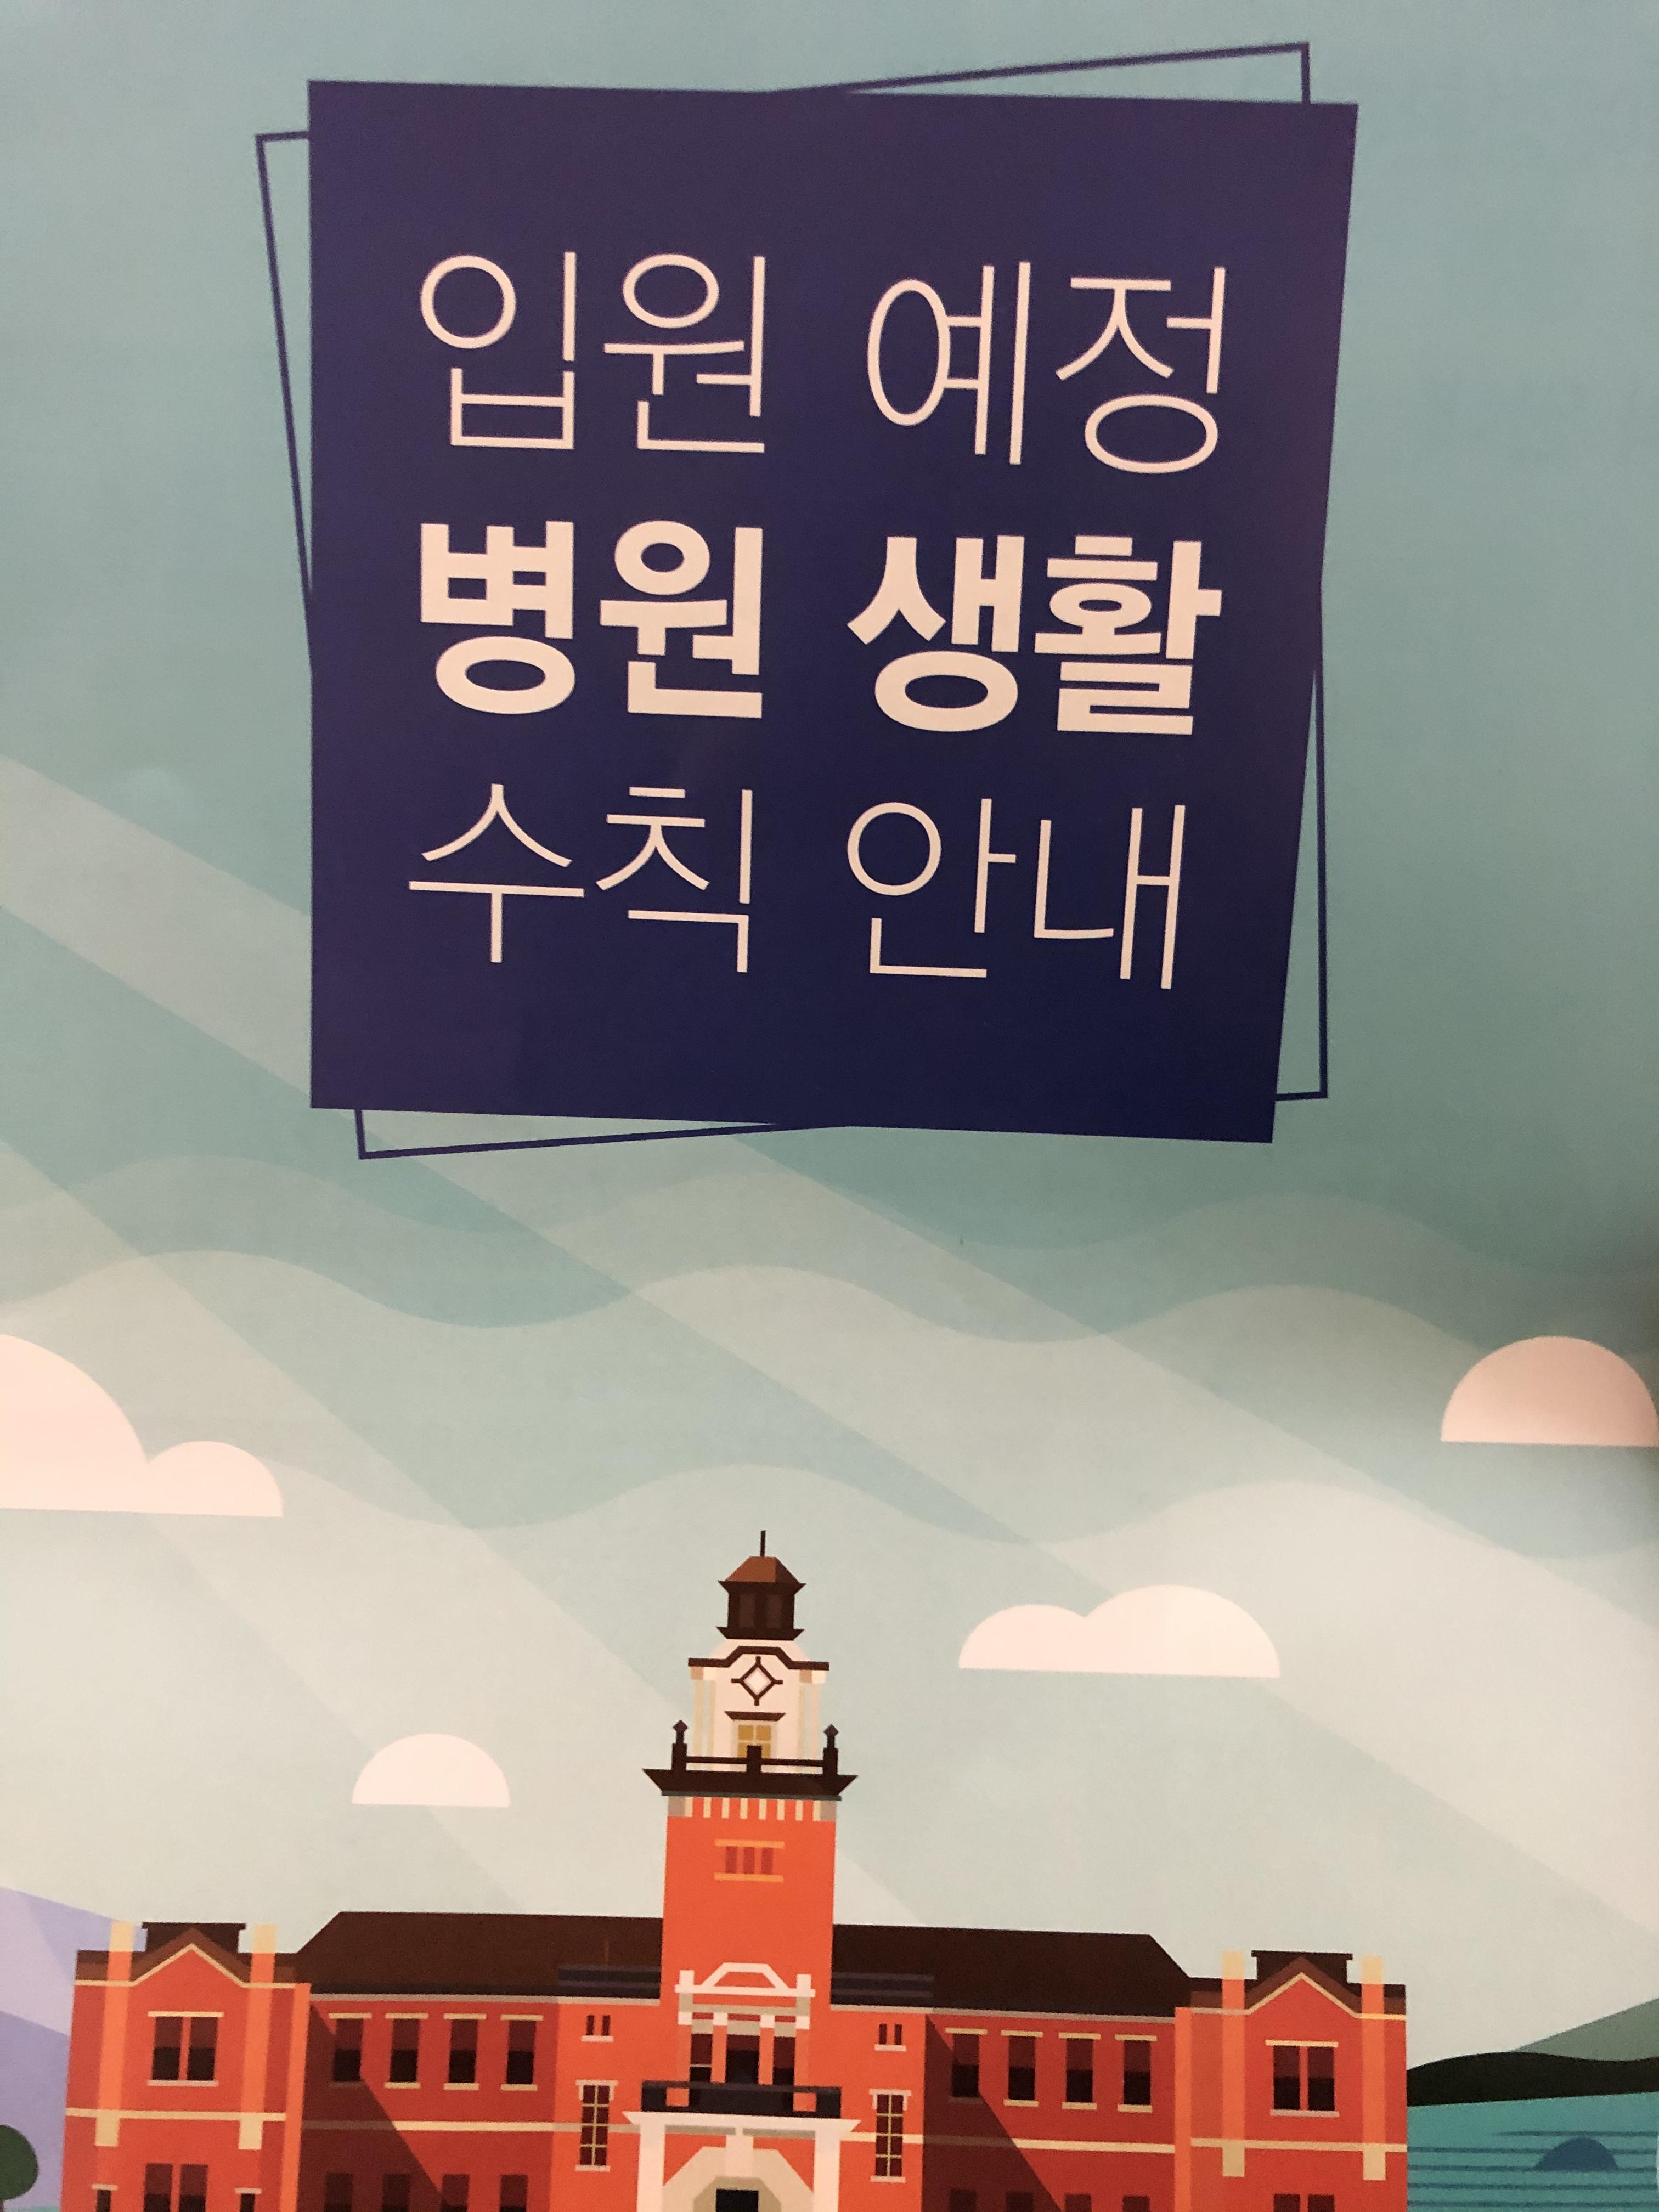 입원 예정
병원 생활
수칙 안내